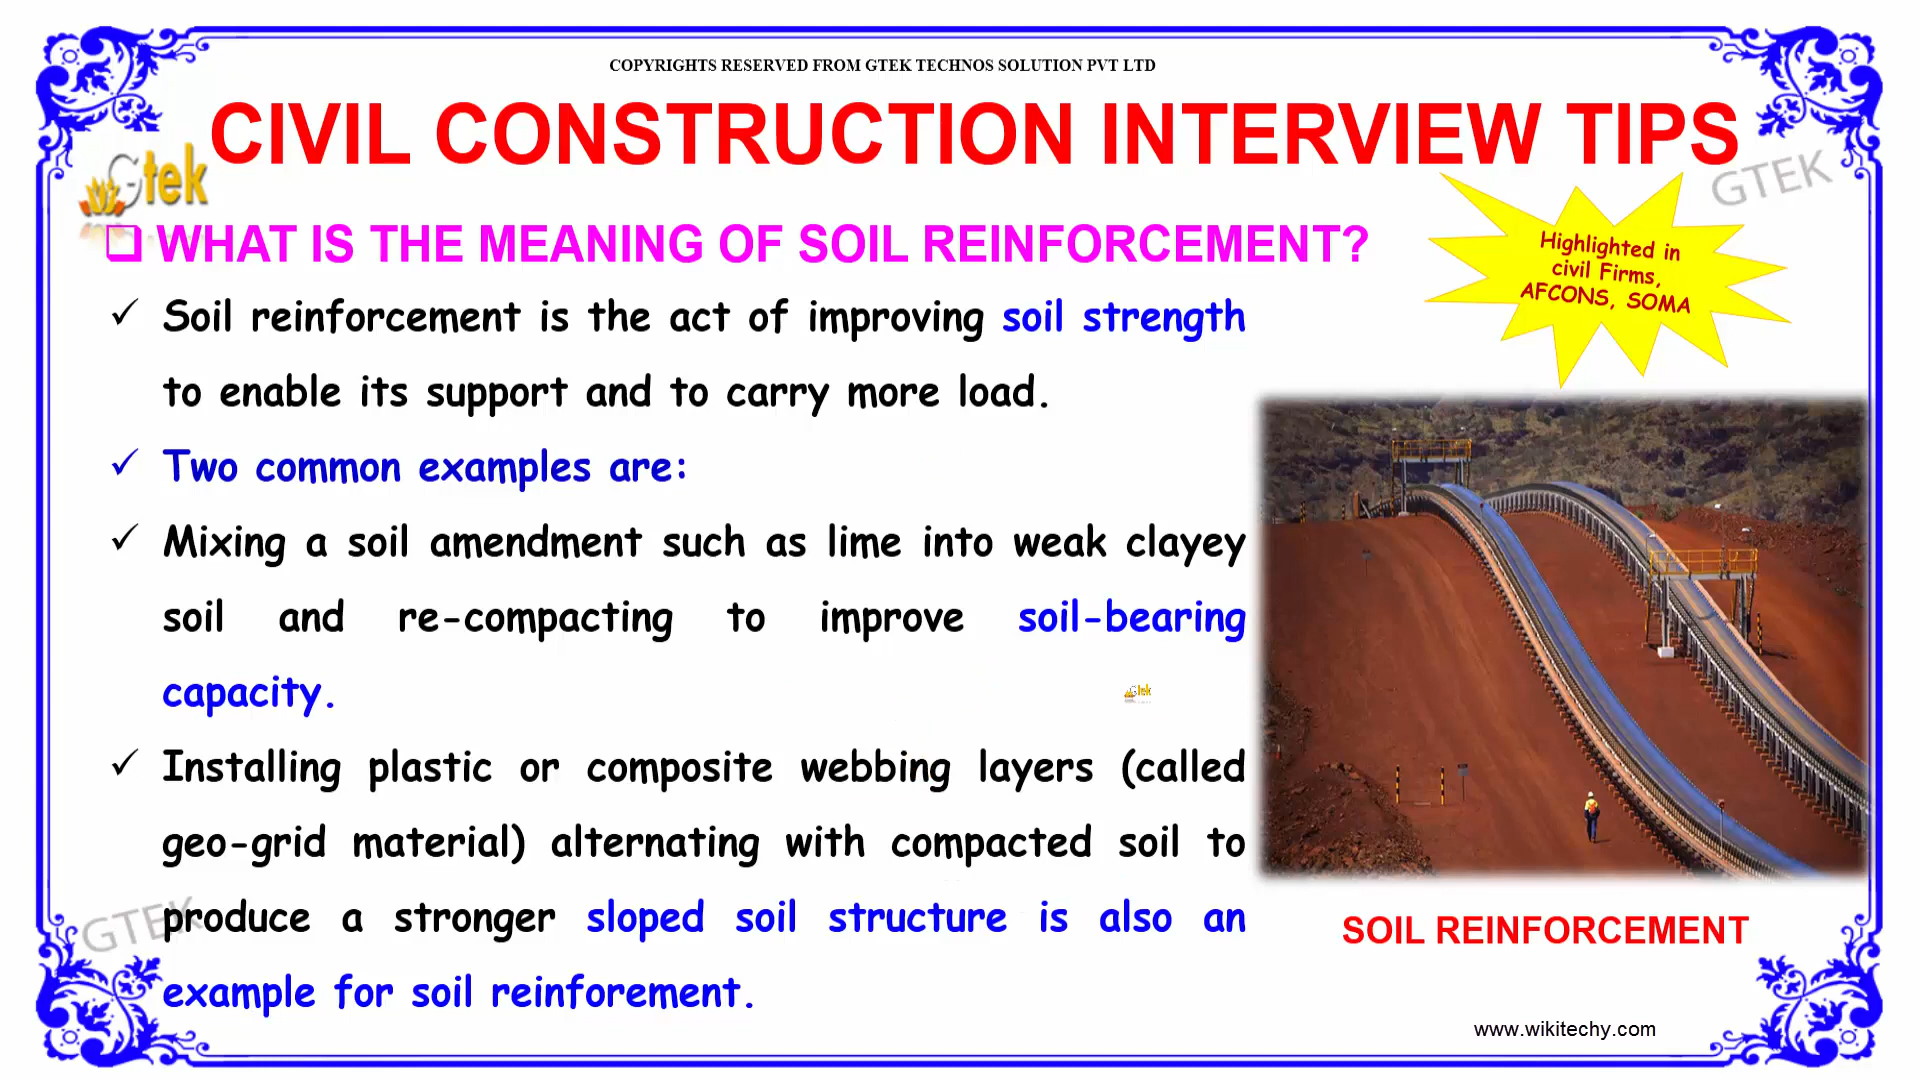 COPYRIGHTS RESERVED FROM GTEK TECHNOS SOLUTION PVT LTD
CIVIL CONSTRUCTION INTERVIEW TIPS
Gtek
GTEK
WHAT IS THE MEANING OF SOIL REINFORCEMENT?
Highlighted in
civil Firms,
AFCONS, SOMA
Soil reinforcement is the act of improving soil strength
to enable its support and to carry more load.
Two common examples are:
Mixing a soil amendment such as lime into weak clayey
soil and re-compacting to improve soil-bearing
capacity.
Gtek
Installing plastic or composite webbing layers (called
geo-grid material) alternating with compacted soil to
produce a stronger sloped soil structure is also an
example for soil reinforement.
GTEK
SOIL REINFORCEMENT
www.wikitechy.com